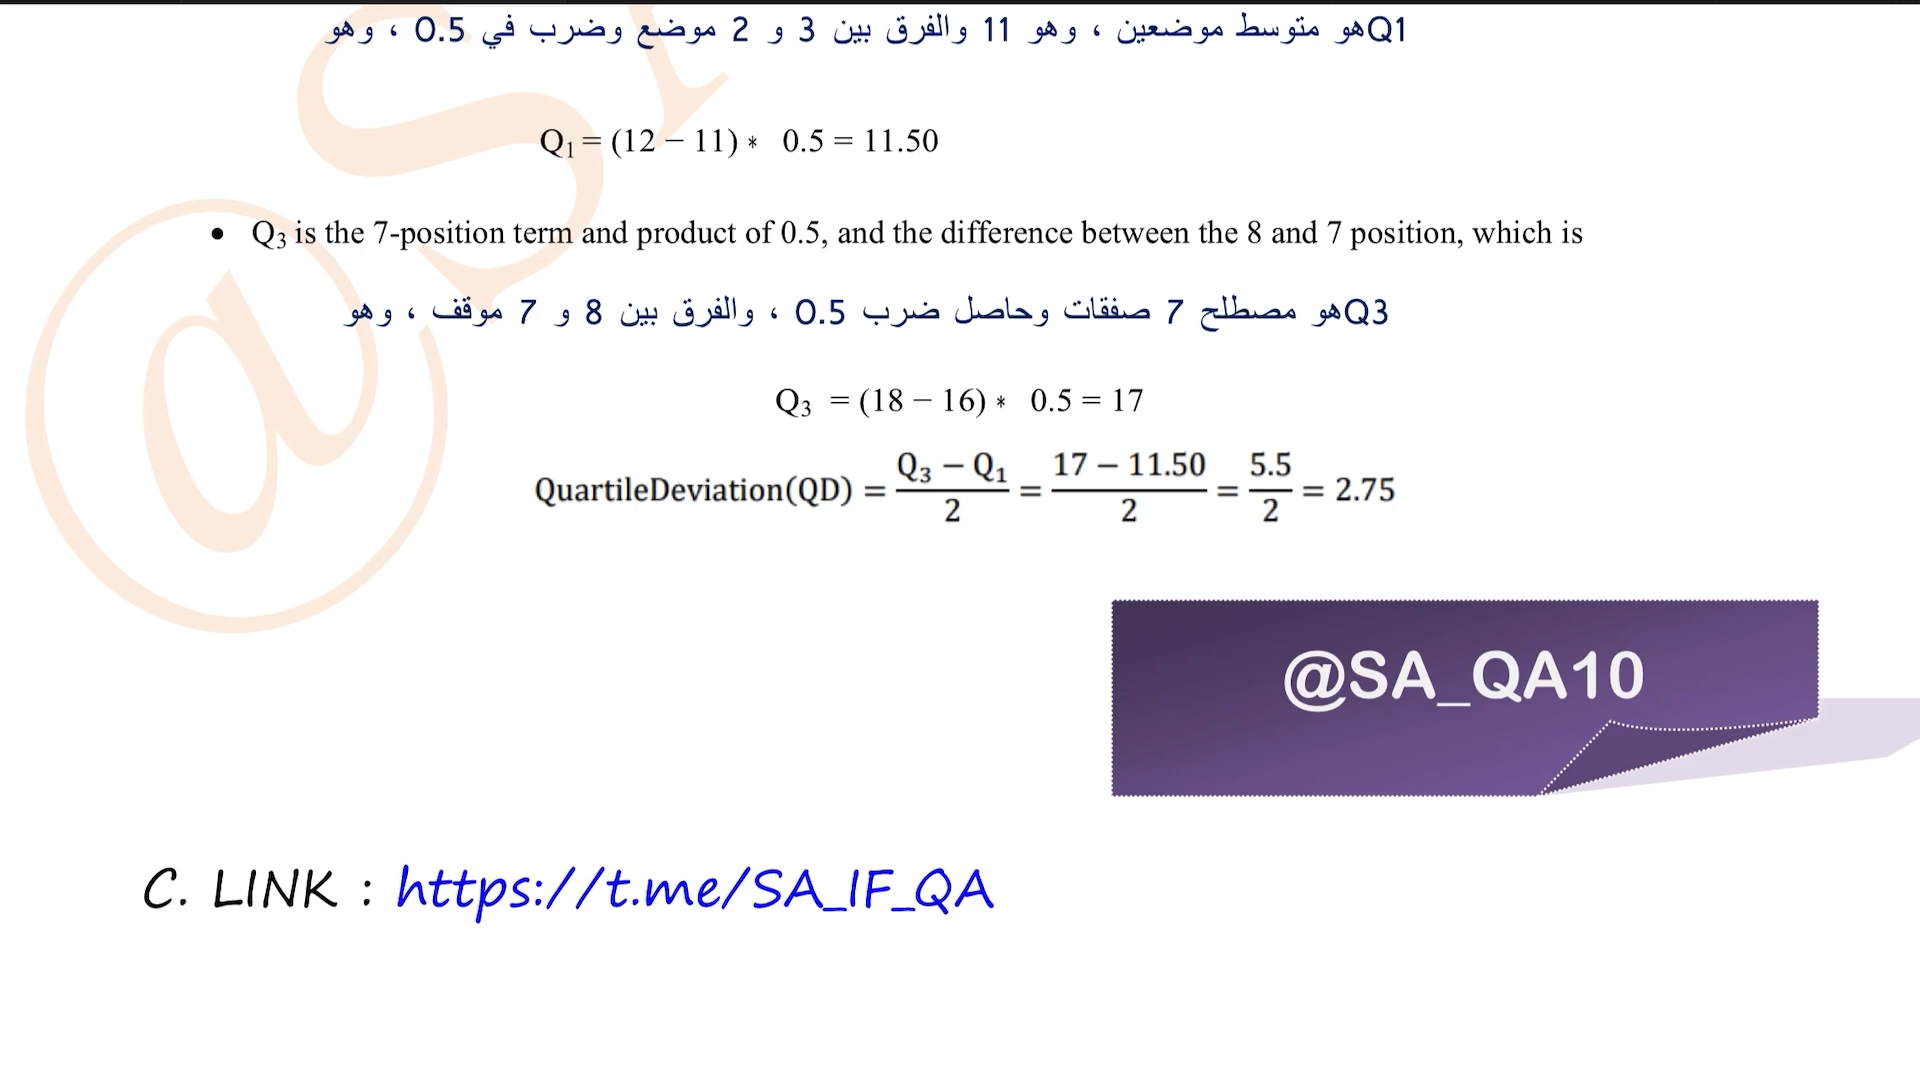 Q1هو متوسط موضعين ، وهو 11 والفرق بين 3 و 2 موضع وضرب في 0.5 ، وهو
Q₁ = (12 – 11) * 0.5 = 11.50
• Q₃ is the 7-position term and product of 0.5, and the difference between the 8 and 7 position, which is
Q3هو مصطلح 7 صفقات وحاصل ضرب 0.5 ، والفرق بين 8 و 7 موقف ، وهو
Q₃ = (18 – 16) * 0.5 = 17
QuartileDeviation(QD) = (Q₃ − Q₁)/2 = (17 − 11.50)/2 = 5.5/2 = 2.75
@SA_QA10
C. LINK : https://t.me/SA_IF_QA